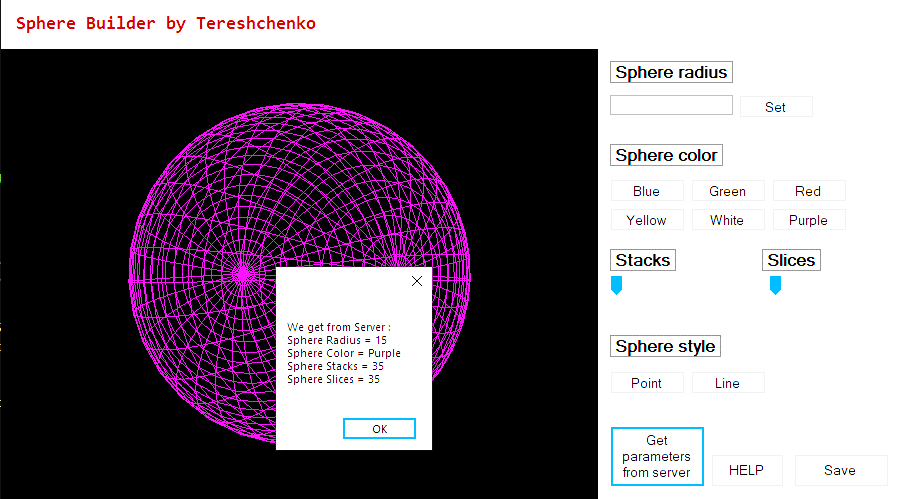 Sphere Builder by Tereshchenko
Sphere radius
Set
Sphere color
Blue Green Red
Yellow White Purple
Stacks Slices
Sphere style
Point Line
Get
parameters
from server
HELP
Save
We get from Server :
Sphere Radius = 15
Sphere Color = Purple
Sphere Stacks = 35
Sphere Slices = 35
OK